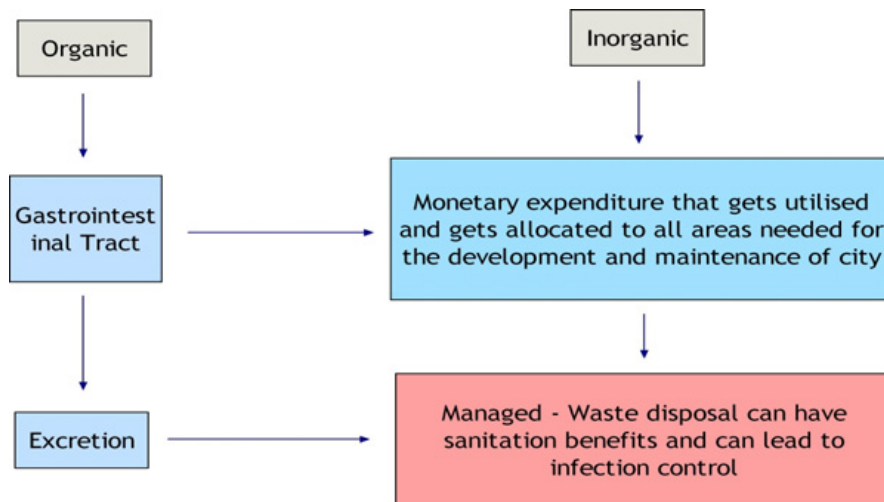 Organic
Inorganic
Gastrointest
inal Tract
Monetary expenditure that gets utilised
and gets allocated to all areas needed for
the development and maintenance of city
Excretion
Managed - Waste disposal can have
sanitation benefits and can lead to
infection control